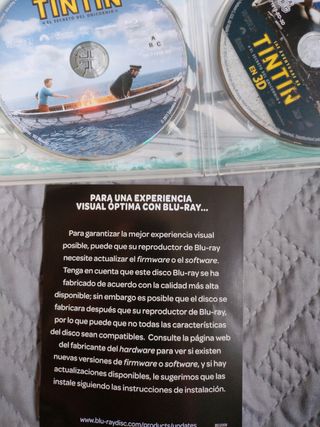 TINTIN
EL SECRETO DEL UNICORNIO
A B C
LAS AVENTURAS DE
TINTIN
EN 3D
PARA UNA EXPERIENCIA
VISUAL ÓPTIMA CON BLU-RAY...
Para garantizar la mejor experiencia visual
posible, puede que su reproductor de Blu-ray
necesite actualizar el firmware o el software.
Tenga en cuenta que este disco Blu-ray se ha
fabricado de acuerdo con la calidad más alta
disponible; sin embargo es posible que el disco se
fabricara después que su reproductor de Blu-ray,
por lo que puede que no todas las características
del disco sean compatibles. Consulte la página web
del fabricante del hardware para ver si existen
nuevas versiones de firmware o software, y si hay
actualizaciones disponibles, le sugerimos que las
instale siguiendo las instrucciones de instalación.
www.blu-raydisc.com/products/updates